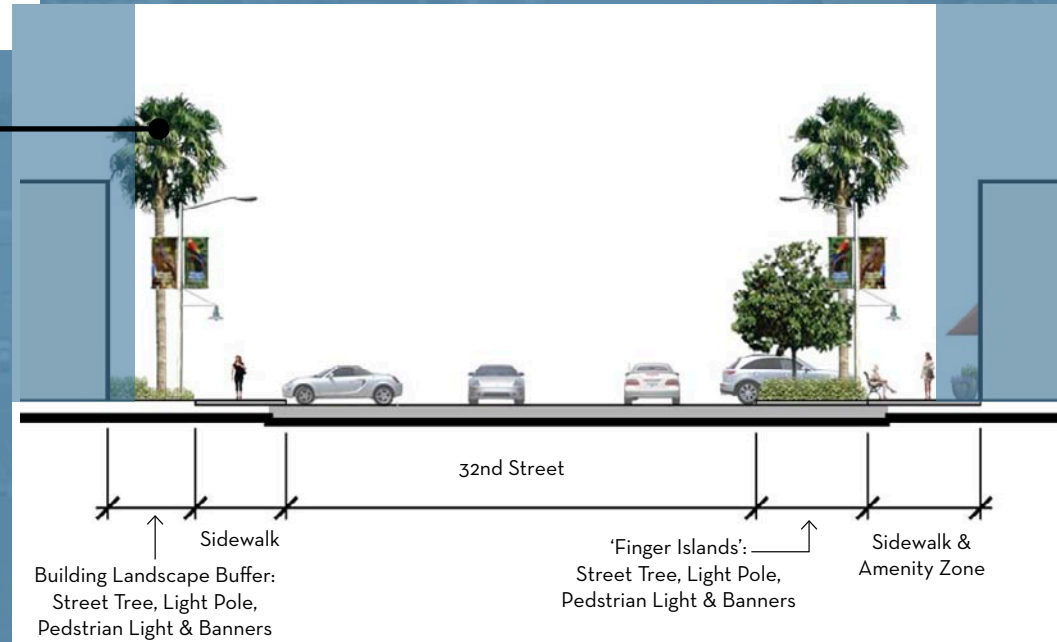 32nd Street
Sidewalk
Building Landscape Buffer:
Street Tree, Light Pole,
Pedstrian Light & Banners
'Finger Islands':
Street Tree, Light Pole,
Pedstrian Light & Banners
Sidewalk &
Amenity Zone